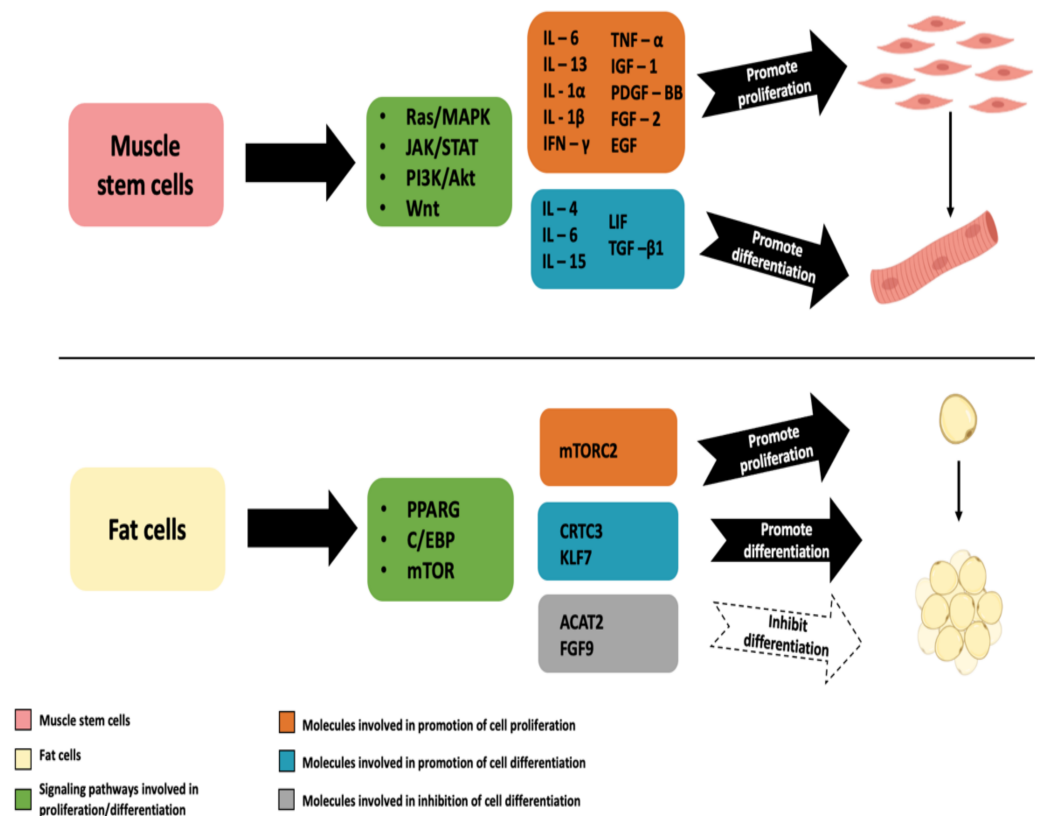 Muscle
stem cells
• Ras/MAPK
• JAK/STAT
• PI3K/Akt
• Wnt
IL – 6
IL – 13
IL - 1α
IL - 1β
IFN – γ
TNF – α
IGF – 1
PDGF – BB
FGF – 2
EGF
Promote
proliferation
IL – 4
IL – 6
IL – 15
LIF
TGF –β1
Promote
differentiation
Fat cells
• PPARG
• C/EBP
• mTOR
mTORC2
Promote
proliferation
CRTC3
KLF7
Promote
differentiation
ACAT2
FGF9
Inhibit
differentiation
Muscle stem cells
Fat cells
Signaling pathways involved in
proliferation/differentiation
Molecules involved in promotion of cell proliferation
Molecules involved in promotion of cell differentiation
Molecules involved in inhibition of cell differentiation